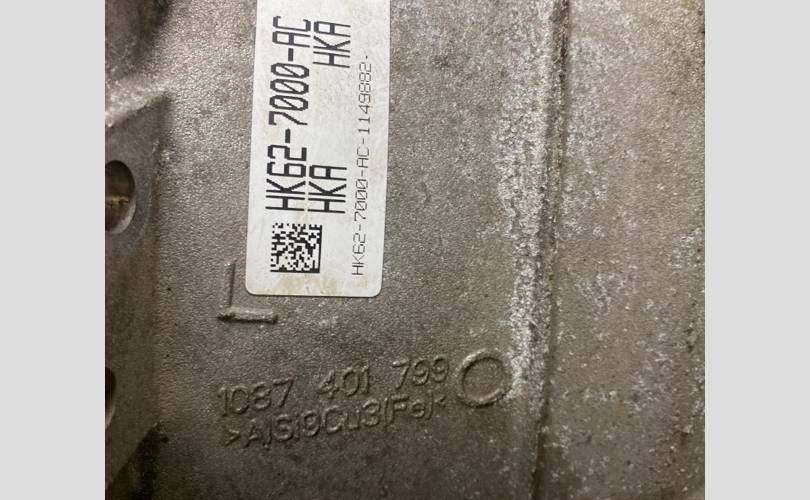 HK62-7000-AC
HKA HKA
HK62-7000-AC-1149882-
L
1087 401 799
>AlSi9Cu3(Fe)<